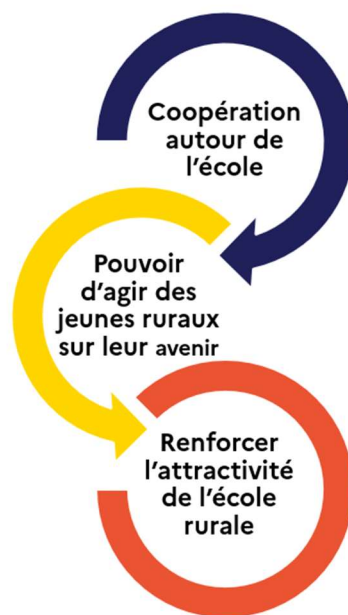 Coopération
autour de
l'école
Pouvoir
d'agir des
jeunes ruraux
sur leur avenir
Renforcer
l'attractivité
de l'école
rurale